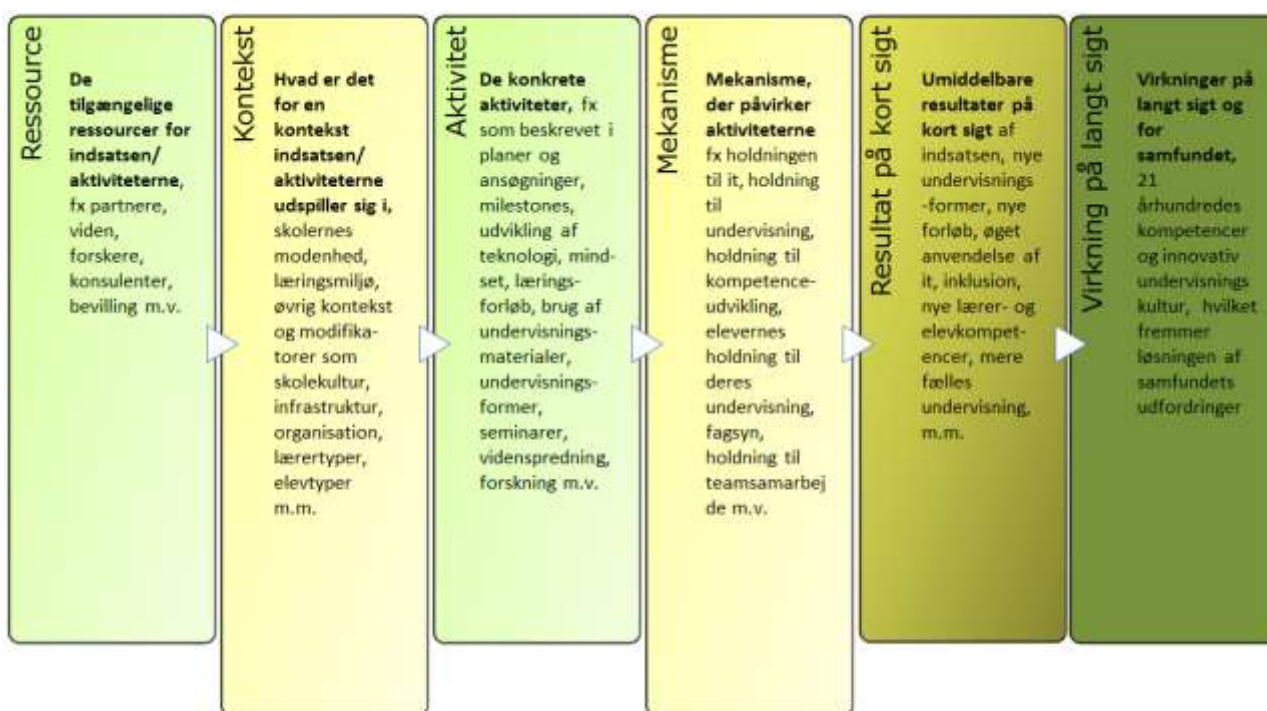 Ressource
De
tilgængelige
ressourcer for
indsatsen/
aktiviteterne,
fx partnere,
viden,
forskere,
konsulenter,
bevilling m.v.
Kontekst
Hvad er det
for en
kontekst
indsatsen/
aktiviteterne
udspiller sig i,
skolernes
modenhed,
læringsmiljø,
øvrig kontekst
og modifika-
torer som
skolekultur,
infrastruktur,
organisation,
lærertyper,
elevtyper
m.m.
Aktivitet
De konkrete
aktiviteter, fx
som beskrevet i
planer og
ansøgninger,
milestones,
udvikling af
teknologi, mind-
set, lærings-
forløb, brug af
undervisnings-
materialer,
undervisnings-
former,
seminarer,
videnspredning,
forskning m.v.
Mekanisme
Mekanisme,
der påvirker
aktiviteterne
fx holdningen
til it, holdning
til
undervisning,
holdning til
kompetence-
udvikling,
elevernes
holdning til
deres
undervisning,
fagsyn,
holdning til
teamsamarbej
de m.v.
Resultat på kort sigt
Umiddelbare
resultater på
kort sigt af
indsatsen, nye
undervisnings
-former, nye
forløb, øget
anvendelse af
it, inklusion,
nye lærer- og
elevkompet-
encer, mere
fælles
undervisning,
m.m.
Virkning på langt sigt
Virkninger på
langt sigt og
for
samfundet,
21
århundredes
kompetencer
og innovativ
undervisnings
kultur, hvilket
fremmer
løsningen af
samfundets
udfordringer